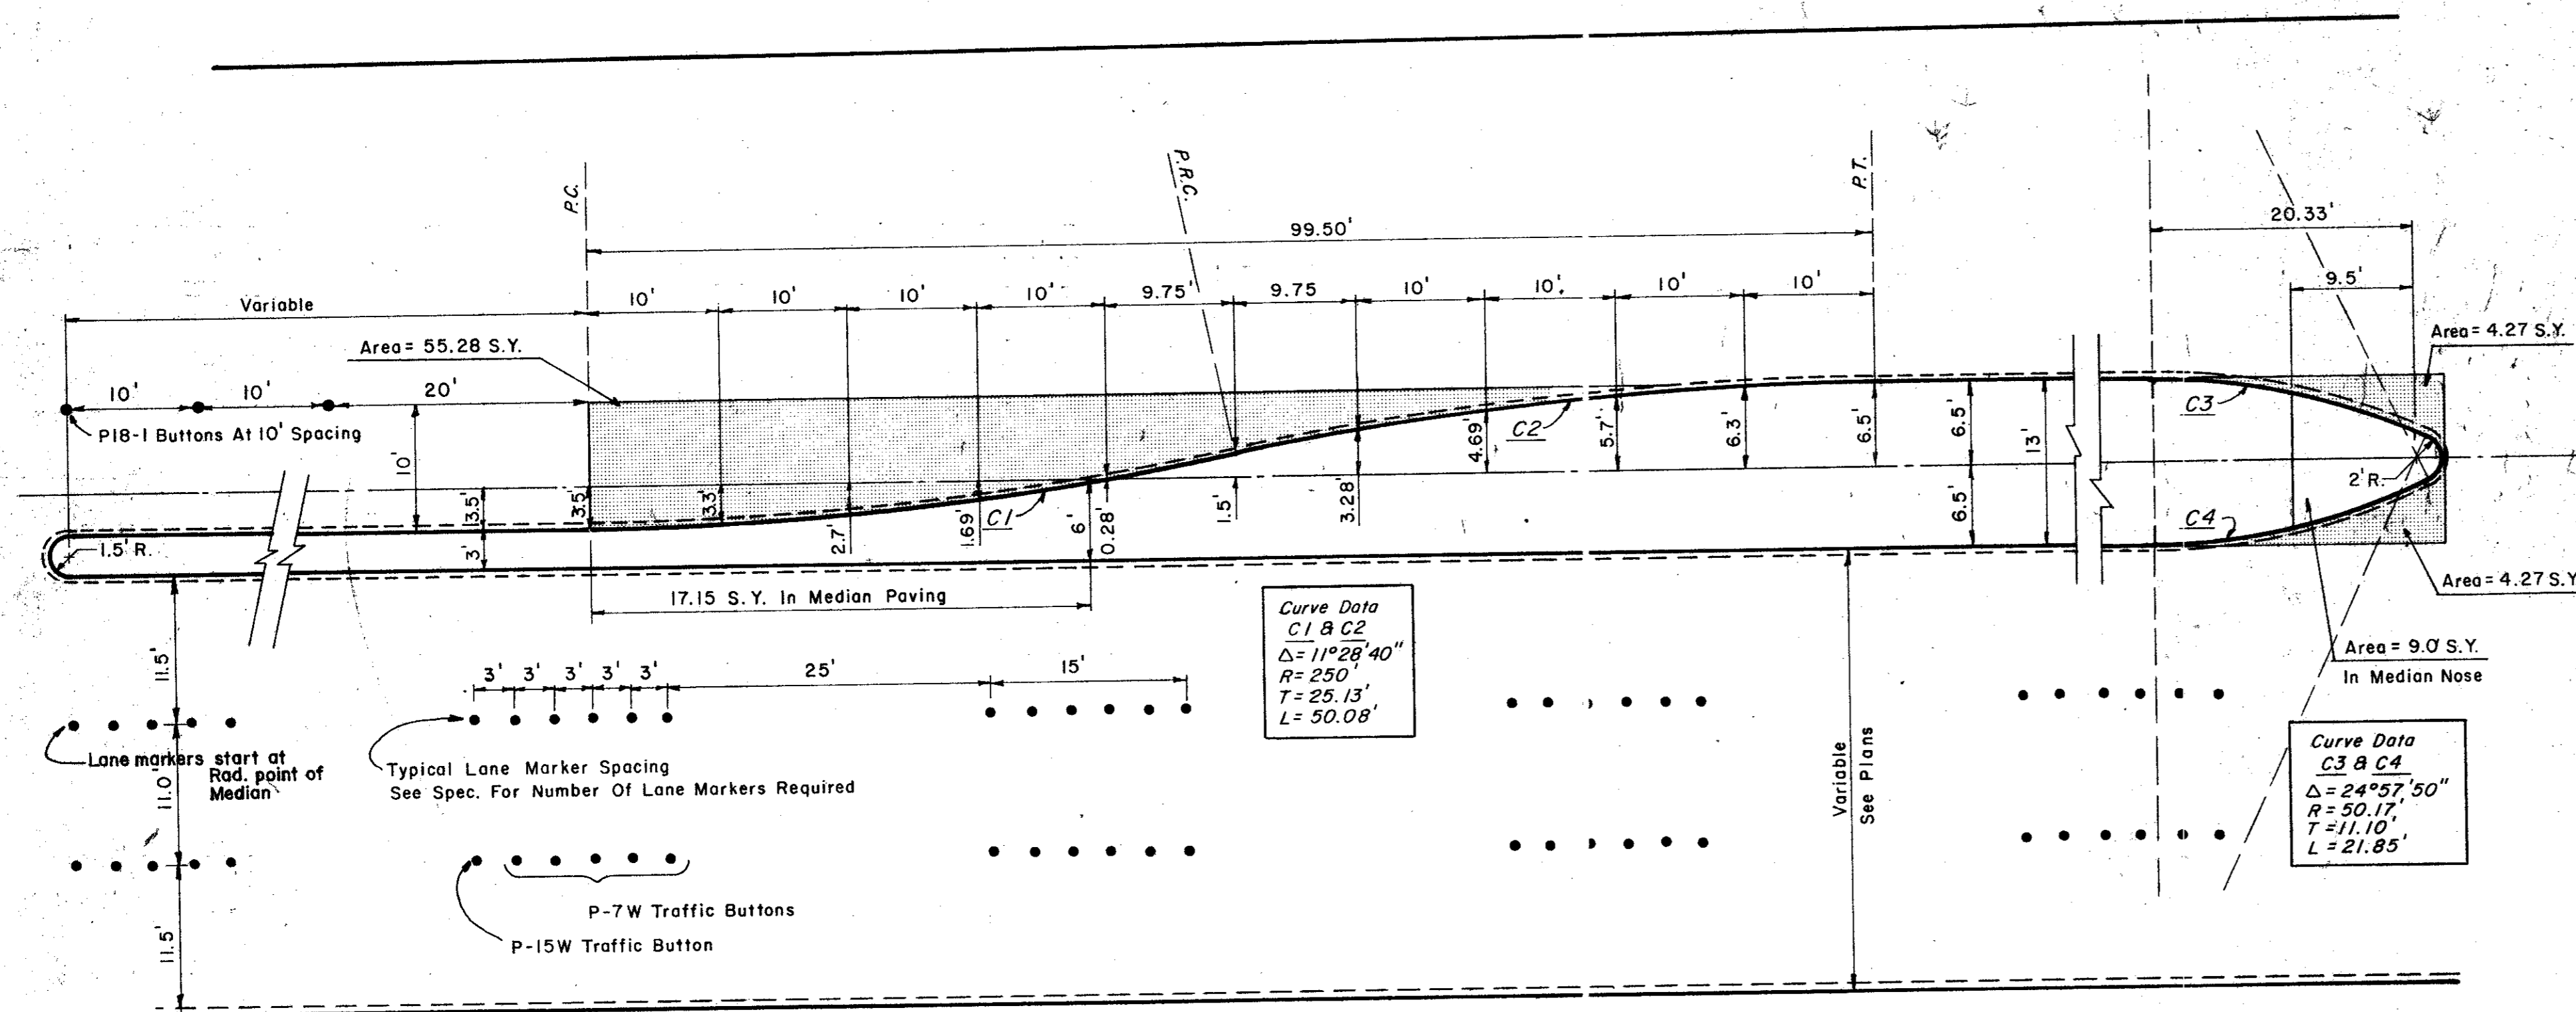 P.C.
P.R.C.
P.T.
20.33'
99.50'
9.5'
Variable
10'
10'
10'
10'
9.75'
9.75
10'
10'
10'
10'
Area = 55.28 S.Y.
Area = 4.27 S.Y.
10'
10'
20'
P18-1 Buttons At 10' Spacing
10'
3.5'
3.5'
3.3'
2.7'
1.69'
C1
6'
0.28'
1.5'
3.28'
4.69'
C2
5.7'
6.3'
6.5'
6.5'
13'
6.5'
C3
2' R.
C4
1.5' R.
3'
17.15 S.Y. In Median Paving
Area = 4.27 S.Y.
Area = 9.0 S.Y.
In Median Nose
Curve Data
C1 & C2
Δ = 11°28'40"
R = 250'
T = 25.13'
L = 50.08'
11.5'
3'
3'
3'
3'
3'
25'
15'
Lane markers start at
Rad. point of
Median
11.0'
Typical Lane Marker Spacing
See Spec. For Number Of Lane Markers Required
Variable
See Plans
Curve Data
C3 & C4
Δ = 24°57'50"
R = 50.17'
T = 11.10'
L = 21.85'
P-7W Traffic Buttons
P-15W Traffic Button
11.5'